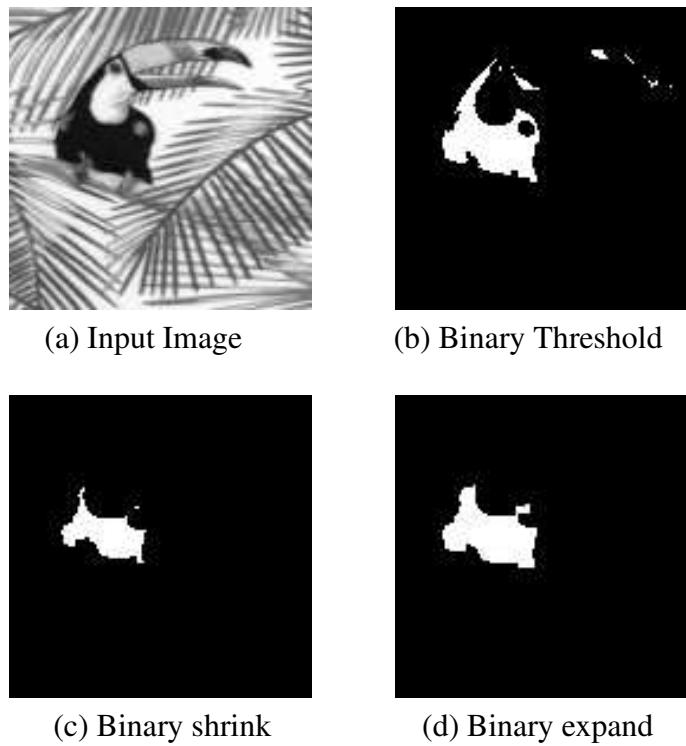 (a) Input Image
(b) Binary Threshold
(c) Binary shrink
(d) Binary expand